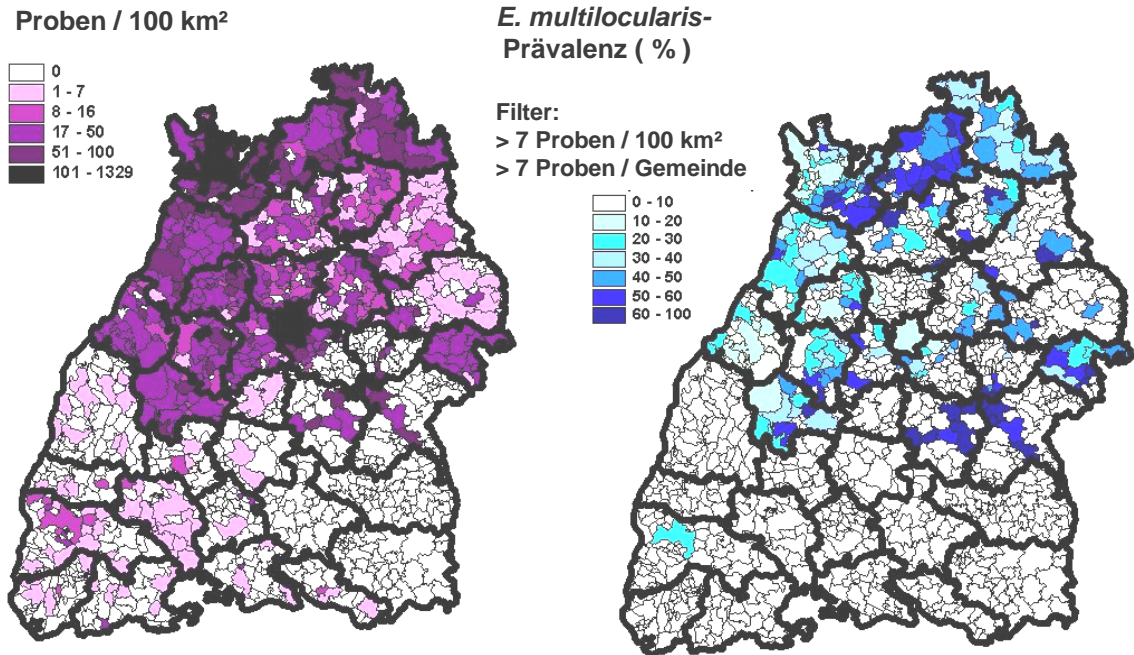 Proben / 100 km²
0
1 - 7
8 - 16
17 - 50
51 - 100
101 - 1329
E. multilocularis-
Prävalenz ( % )
Filter:
> 7 Proben / 100 km²
> 7 Proben / Gemeinde
0 - 10
10 - 20
20 - 30
30 - 40
40 - 50
50 - 60
60 - 100